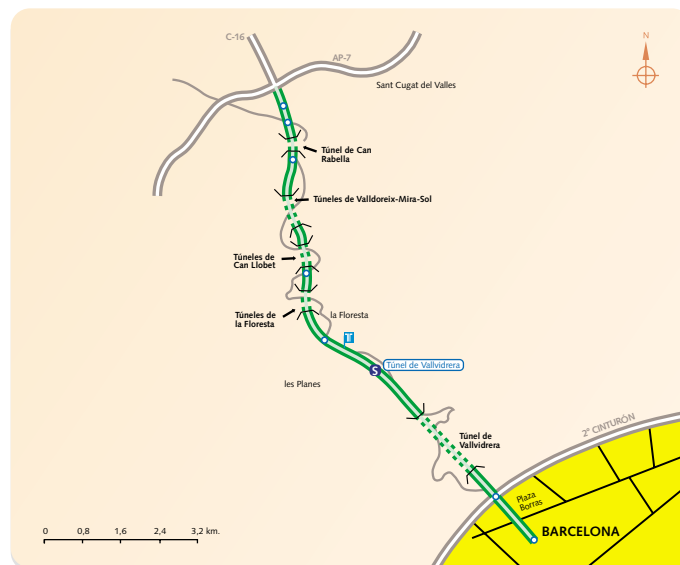 C-16
AP-7
N
Sant Cugat del Valles
Túnel de Can
Rabella
Túneles de Valldoreix-Mira-Sol
Túneles de
Can Llobet
Túneles de
la Floresta
la Floresta
T
Túnel de Vallvidrera
S
les Planes
2º CINTURÓN
Túnel de
Vallvidrera
Plaza
Borras
BARCELONA
0 0,8 1,6 2,4 3,2 km.